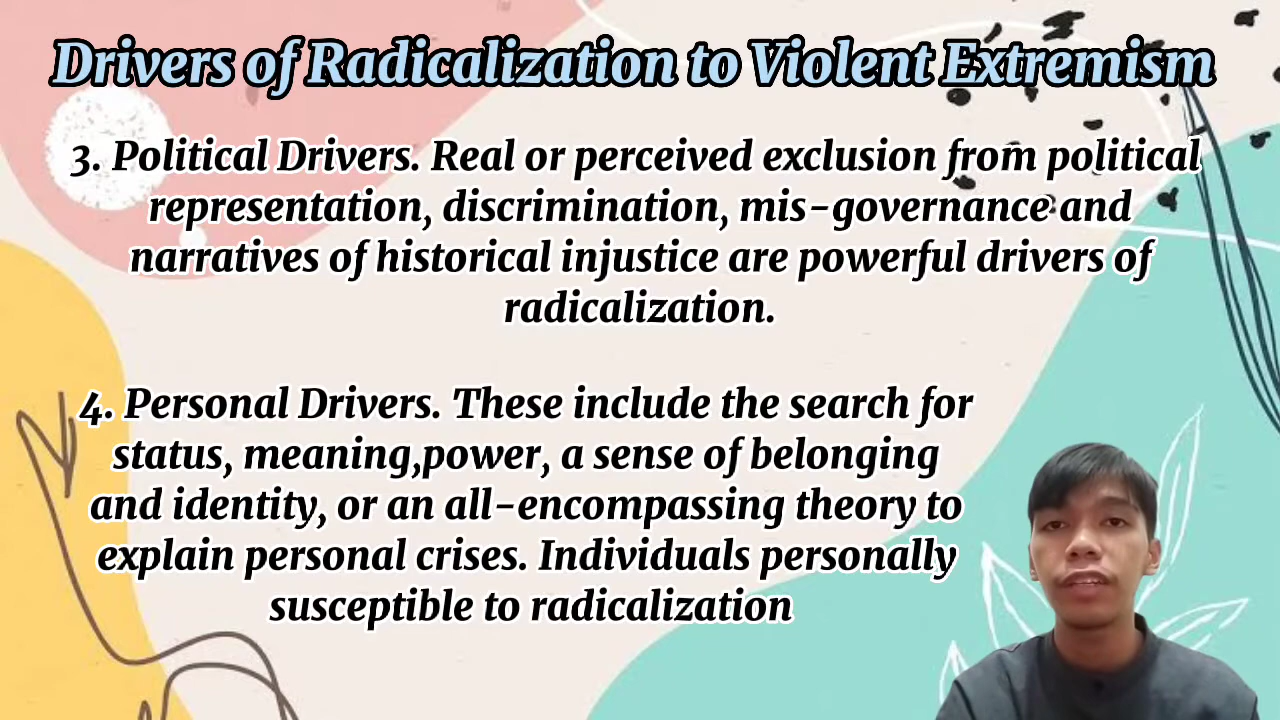 Drivers of Radicalization to Violent Extremism
3. Political Drivers. Real or perceived exclusion from political
representation, discrimination, mis-governance and
narratives of historical injustice are powerful drivers of
radicalization.
4. Personal Drivers. These include the search for
status, meaning,power, a sense of belonging
and identity, or an all-encompassing theory to
explain personal crises. Individuals personally
susceptible to radicalization